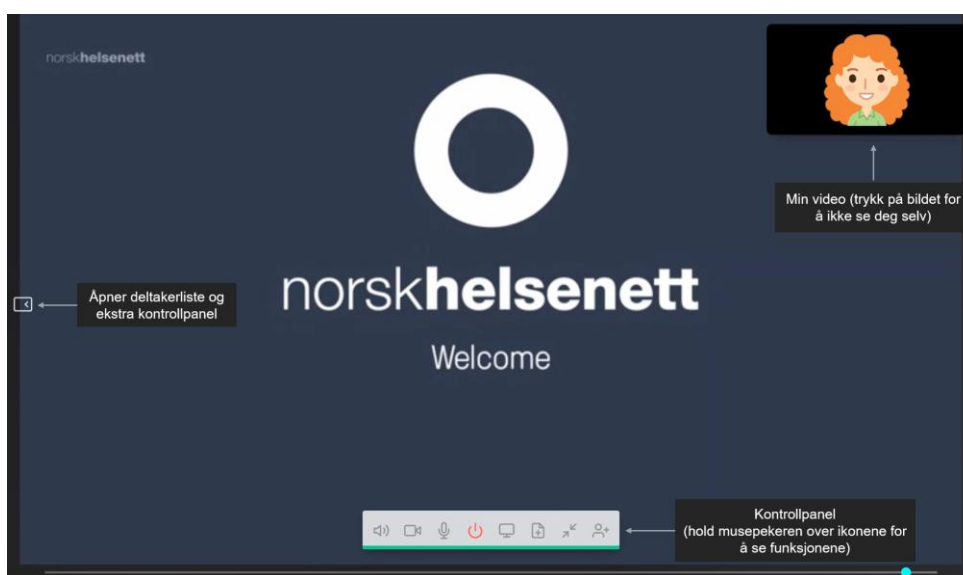 norskhelsenett
Min video (trykk på bildet for
å ikke se deg selv)
Åpner deltakerliste og
ekstra kontrollpanel
norskhelsenett
Welcome
Kontrollpanel
(hold musepekeren over ikonene for
å se funksjonene)